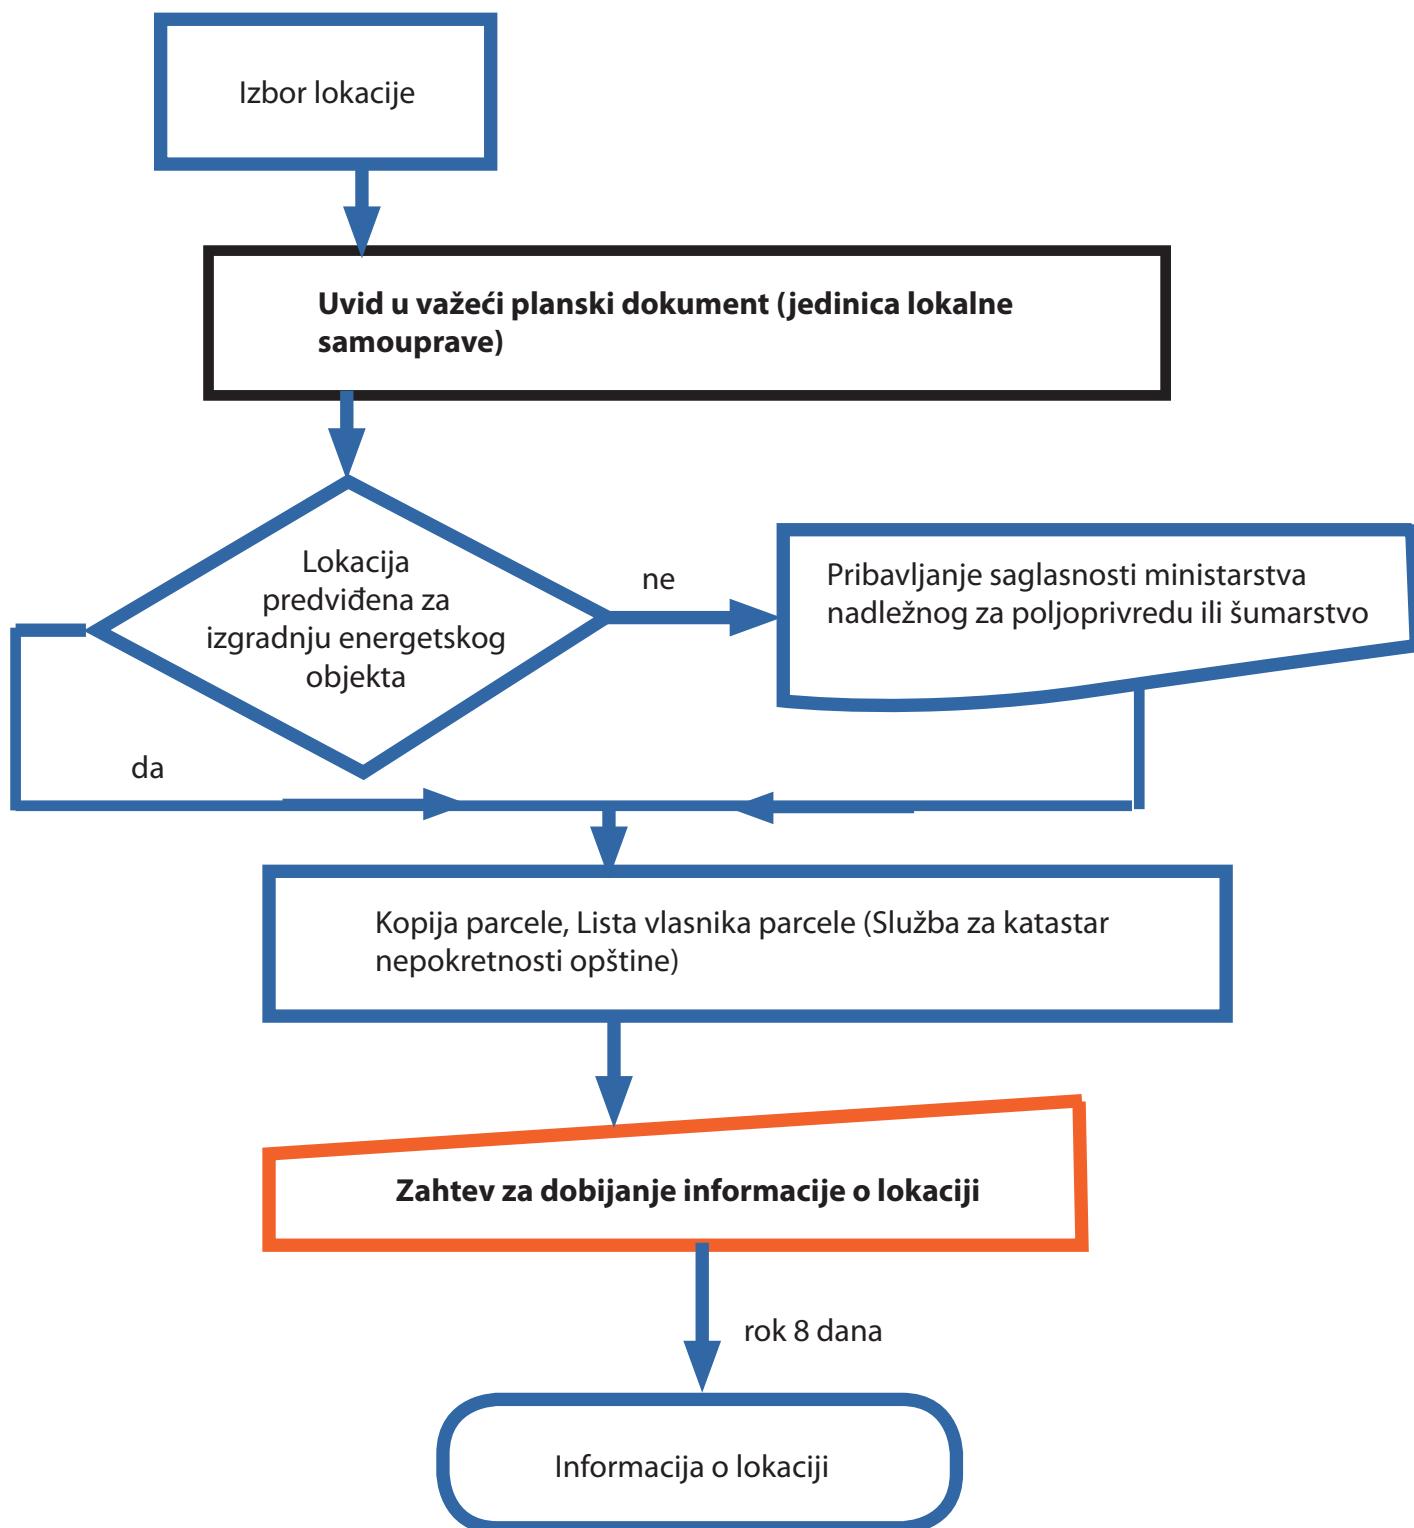 Izbor lokacije
Uvid u važeći planski dokument (jedinica lokalne
samouprave)
Lokacija
predviđena za
izgradnju energetskog
objekta
ne
Pribavljanje saglasnosti ministarstva
nadležnog za poljoprivredu ili šumarstvo
da
Kopija parcele, Lista vlasnika parcele (Služba za katastar
nepokretnosti opštine)
Zahtev za dobijanje informacije o lokaciji
rok 8 dana
Informacija o lokaciji